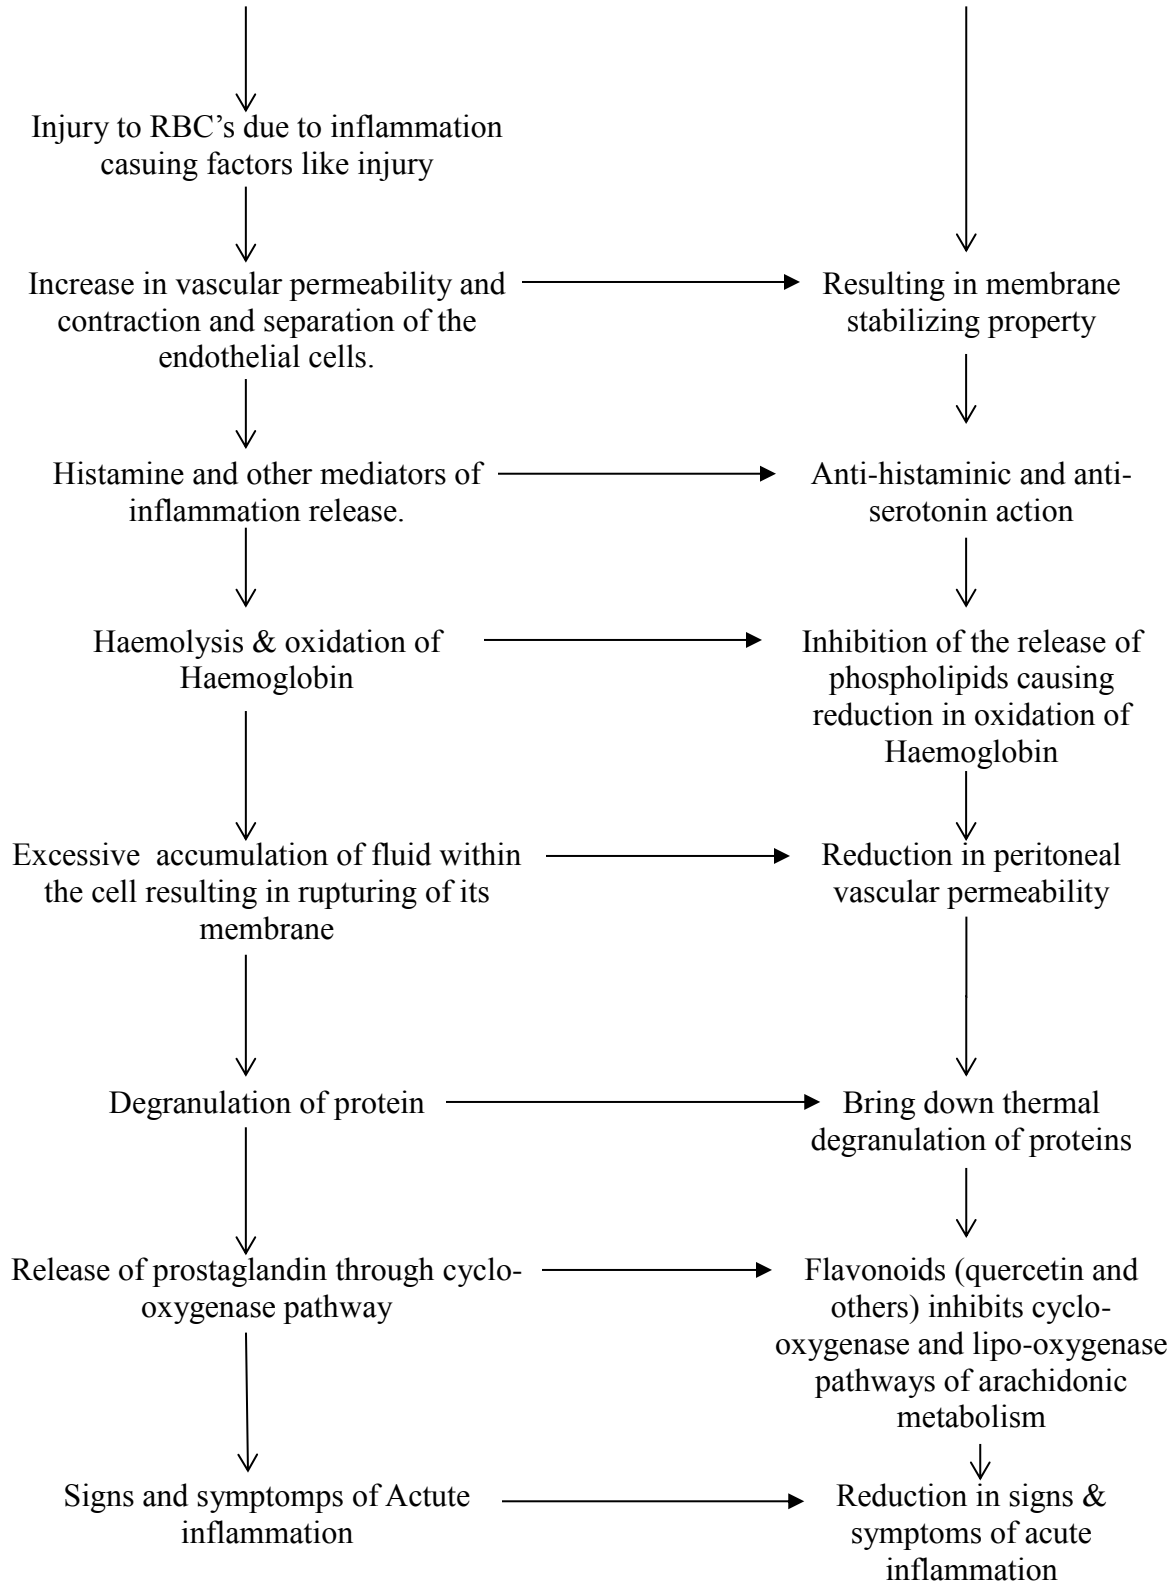 Injury to RBC’s due to inflammation
casuing factors like injury
Increase in vascular permeability and
contraction and separation of the
endothelial cells.
Resulting in membrane
stabilizing property
Histamine and other mediators of
inflammation release.
Anti-histaminic and anti-
serotonin action
Haemolysis & oxidation of
Haemoglobin
Inhibition of the release of
phospholipids causing
reduction in oxidation of
Haemoglobin
Excessive accumulation of fluid within
the cell resulting in rupturing of its
membrane
Reduction in peritoneal
vascular permeability
Degranulation of protein
Bring down thermal
degranulation of proteins
Release of prostaglandin through cyclo-
oxygenase pathway
Flavonoids (quercetin and
others) inhibits cyclo-
oxygenase and lipo-oxygenase
pathways of arachidonic
metabolism
Signs and symptomps of Actute
inflammation
Reduction in signs &
symptoms of acute
inflammation